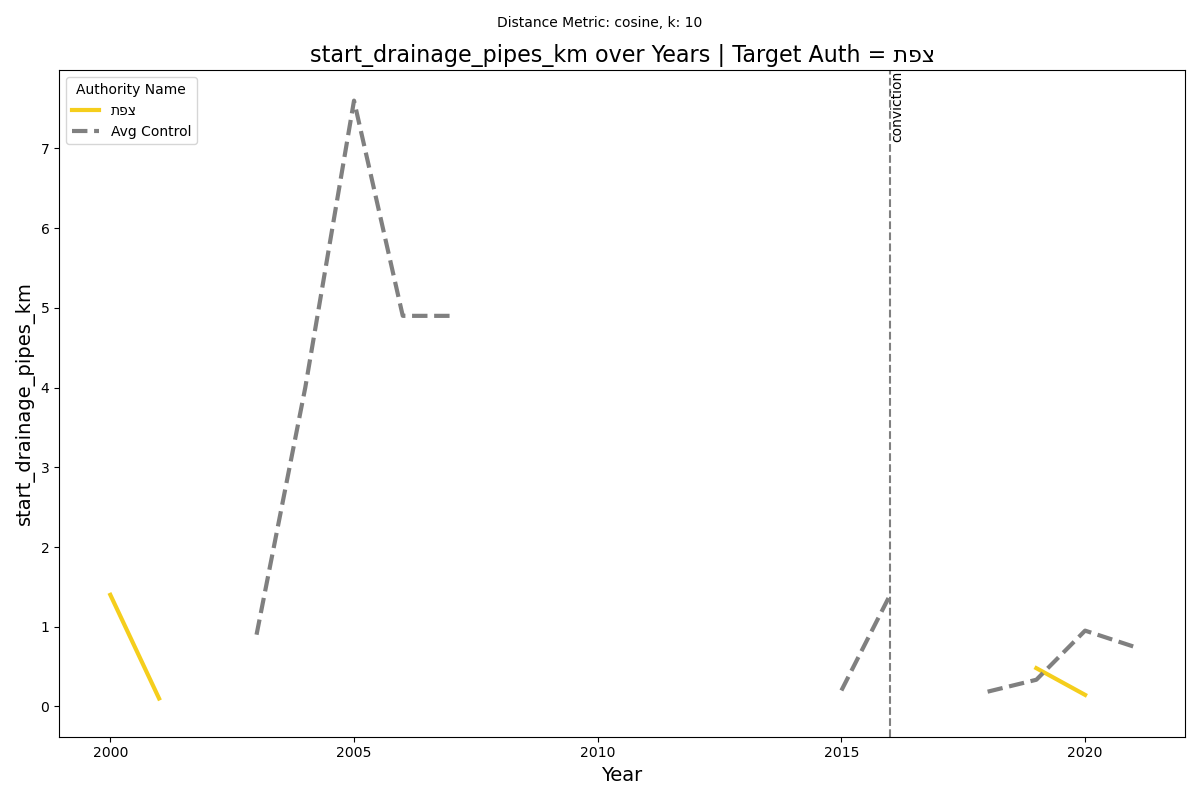 Distance Metric: cosine, k: 10
start_drainage_pipes_km over Years | Target Auth = צפת
Authority Name
צפת
Avg Control
conviction
start_drainage_pipes_km
7
6
5
4
3
2
1
0
2000
2005
2010
2015
2020
Year